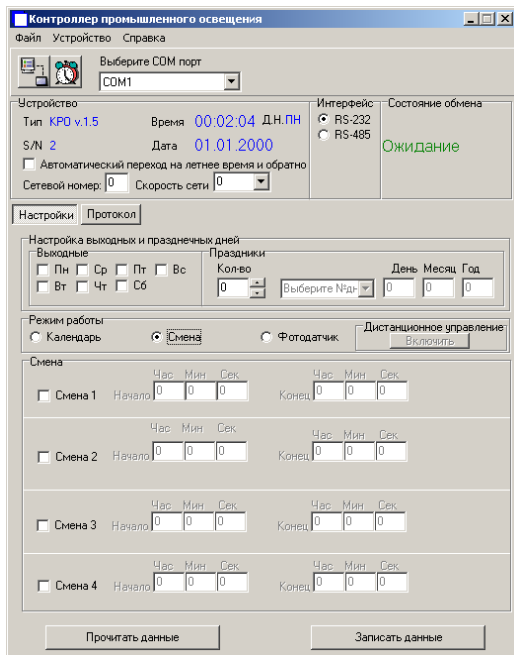 Контроллер промышленного освещения
Файл Устройство Справка
Выберите COM порт
COM1
Устройство
Тип КРО v.1.5 Время 00:02:04 Д.Н.ПН
S/N 2 Дата 01.01.2000
Автоматический переход на летнее время и обратно
Сетевой номер: 0 Скорость сети 0
Интерфейс
RS-232
RS-485
Состояние обмена
Ожидание
Настройки Протокол
Настройка выходных и празднечных дней
Выходные
Пн Ср Пт Вс
Вт Чт Сб
Праздники
Кол-во День Месяц Год
0 Выберите №дн 0 0 0
Режим работы
Календарь Смена Фотодатчик
Дистанционное управление
Включить
Смена
Час Мин Сек Час Мин Сек
Смена 1 Начало 0 0 0 Конец 0 0 0
Час Мин Сек Час Мин Сек
Смена 2 Начало 0 0 0 Конец 0 0 0
Час Мин Сек Час Мин Сек
Смена 3 Начало 0 0 0 Конец 0 0 0
Час Мин Сек Час Мин Сек
Смена 4 Начало 0 0 0 Конец 0 0 0
Прочитать данные Записать данные